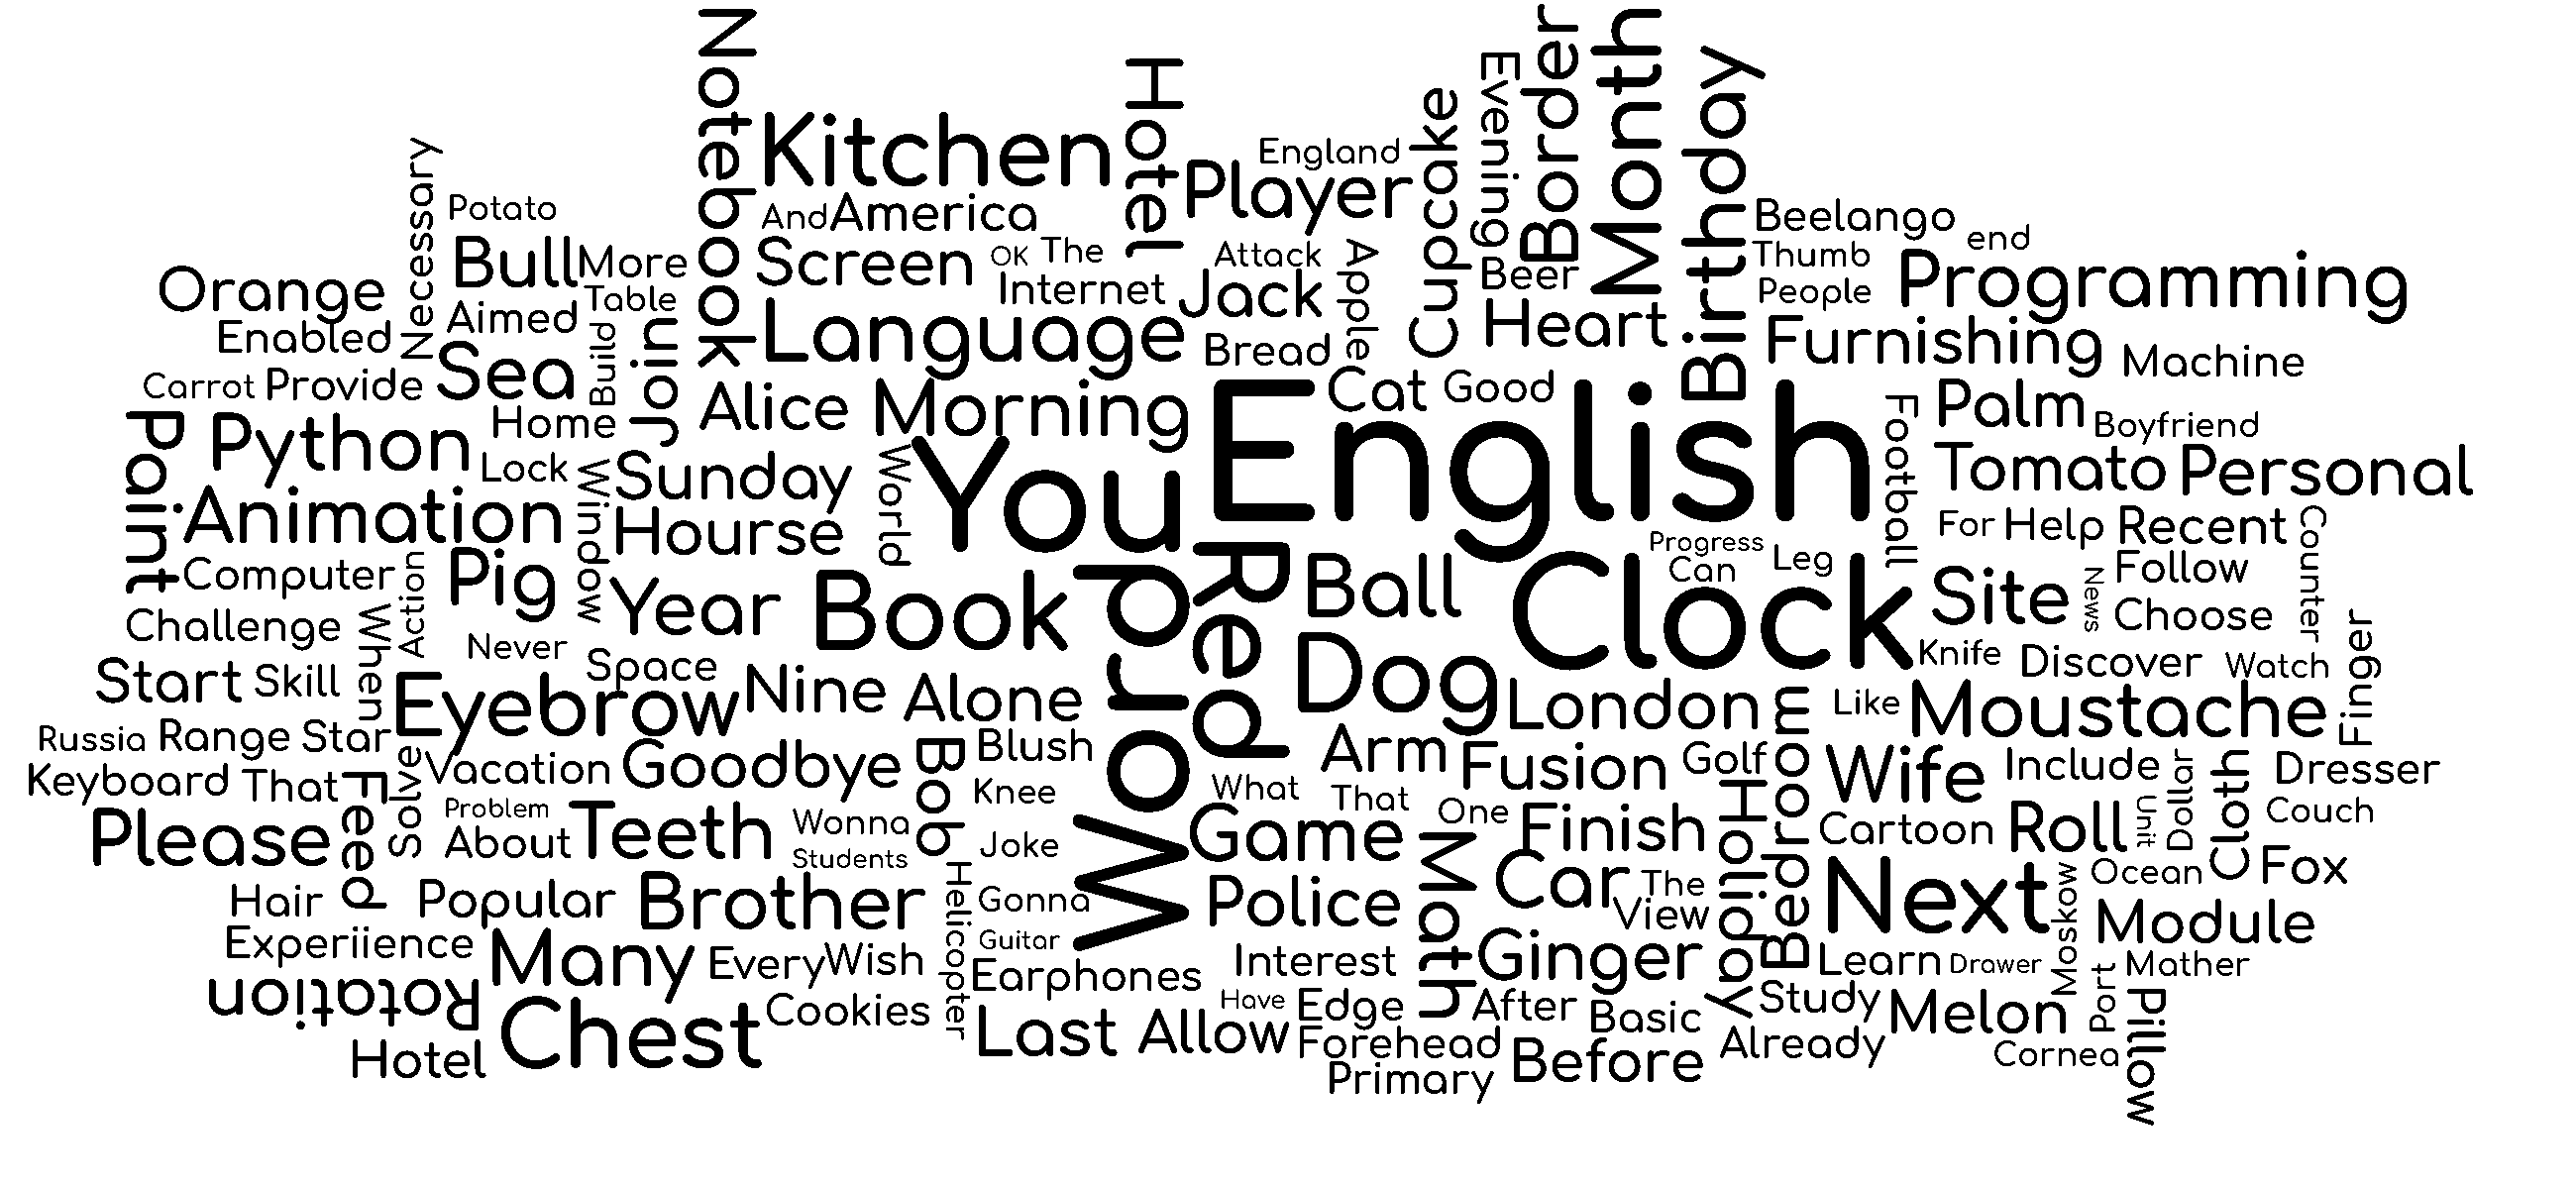 Notebook
Kitchen
Hotel
England
Player
Cupcake
Evening
Border
Month
Birthday
Necessary
Potato
And
America
Beelango
end
Bull
More
Screen
OK
The
Attack
Apple
Beer
Thumb
Programming
Orange
Table
Internet
Jack
People
Enabled
Aimed
Build
Join
Language
Bread
Heart
Furnishing
Machine
Carrot
Provide
Sea
Home
Alice
Morning
Cat
Good
English
Football
Palm
Boyfriend
Paint
Python
Lock
Window
Sunday
World
You
Tomato
Personal
Animation
Hourse
Red
Progress
For
Help
Recent
Counter
Computer
Action
Pig
Year
Book
Word
Ball
Can
Leg
Clock
Site
News
Follow
Challenge
When
Never
Space
Dog
Choose
Finger
Start
Skill
Eyebrow
Nine
Alone
London
Bedroom
Knife
Discover
Watch
Like
Moustache
Russia
Range
Star
Solve
Vacation
Goodbye
Bob
Blush
Arm
Fusion
Golf
Holiday
Wife
Include
Dollar
Cloth
Dresser
Keyboard
That
Feed
Problem
Knee
What
That
One
Unit
Couch
Please
About
Teeth
Wonna
Students
Joke
Game
Math
Finish
Cartoon
Roll
Hair
Popular
Brother
Helicopter
Gonna
Police
Car
The
View
Next
Moskow
Ocean
Fox
Experiience
Many
Every
Wish
Guitar
Earphones
Interest
Ginger
Learn
Drawer
Module
Mather
Rotation
Chest
Cookies
Last
Allow
Have
Edge
After
Basic
Study
Melon
Port
Pillow
Hotel
Forehead
Primary
Before
Already
Cornea